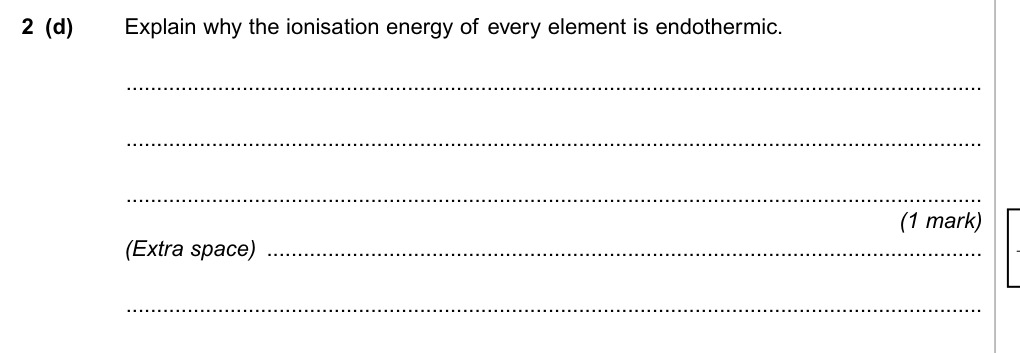 2 (d) Explain why the ionisation energy of every element is endothermic.
....................................................................................................
....................................................................................................
....................................................................................................
(1 mark)
(Extra space) ....................................................................................................
....................................................................................................